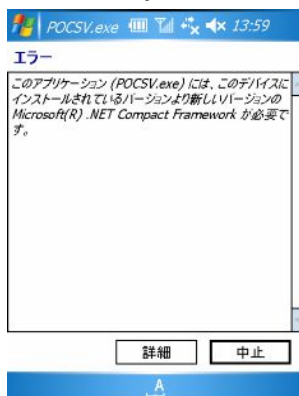 POCSV.exe 13:59
エラー
このアプリケーション (POCSV.exe) には、このデバイスに
インストールされているバージョンより新しいバージョンの
Microsoft(R) .NET Compact Framework が必要で
す。
詳細 中止
A